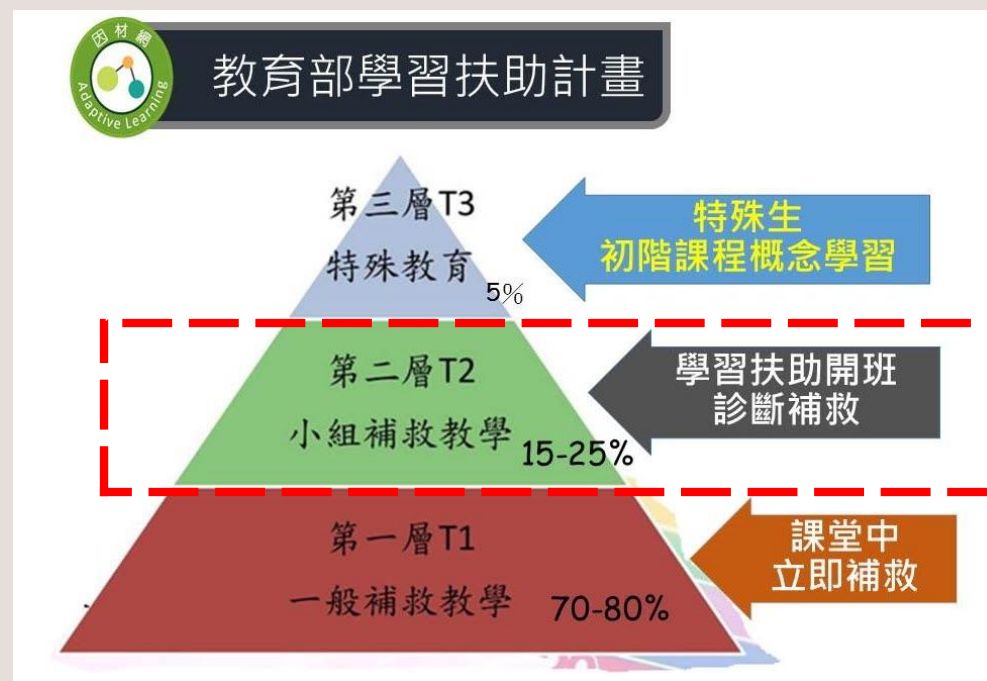 因材網
Adaptive Learning
教育部學習扶助計畫
第三層T3
特殊教育
5%
特殊生
初階課程概念學習
第二層T2
小組補救教學
15-25%
學習扶助開班
診斷補救
第一層T1
一般補救教學
70-80%
課堂中
立即補救